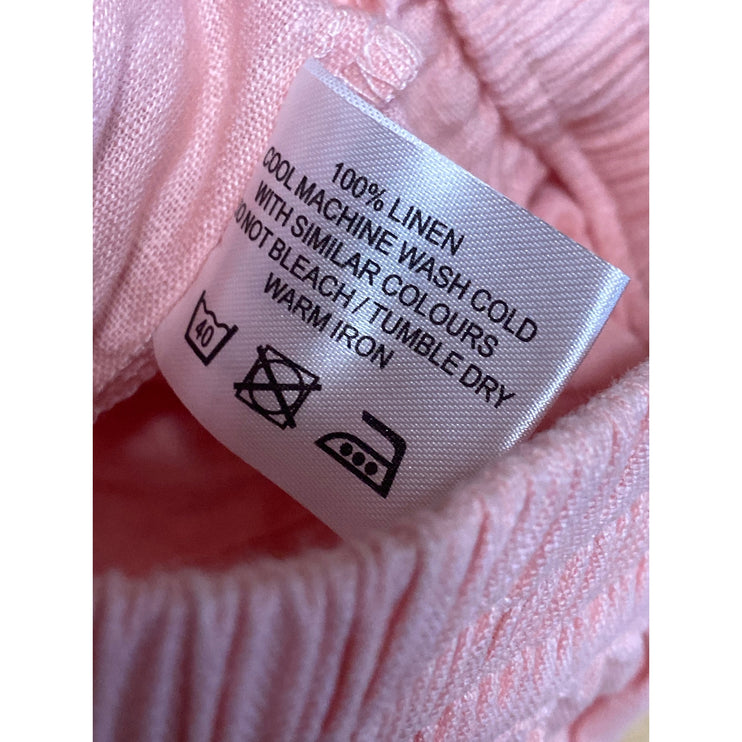 100% LINEN
COOL MACHINE WASH COLD
WITH SIMILAR COLOURS
DO NOT BLEACH / TUMBLE DRY
WARM IRON
40